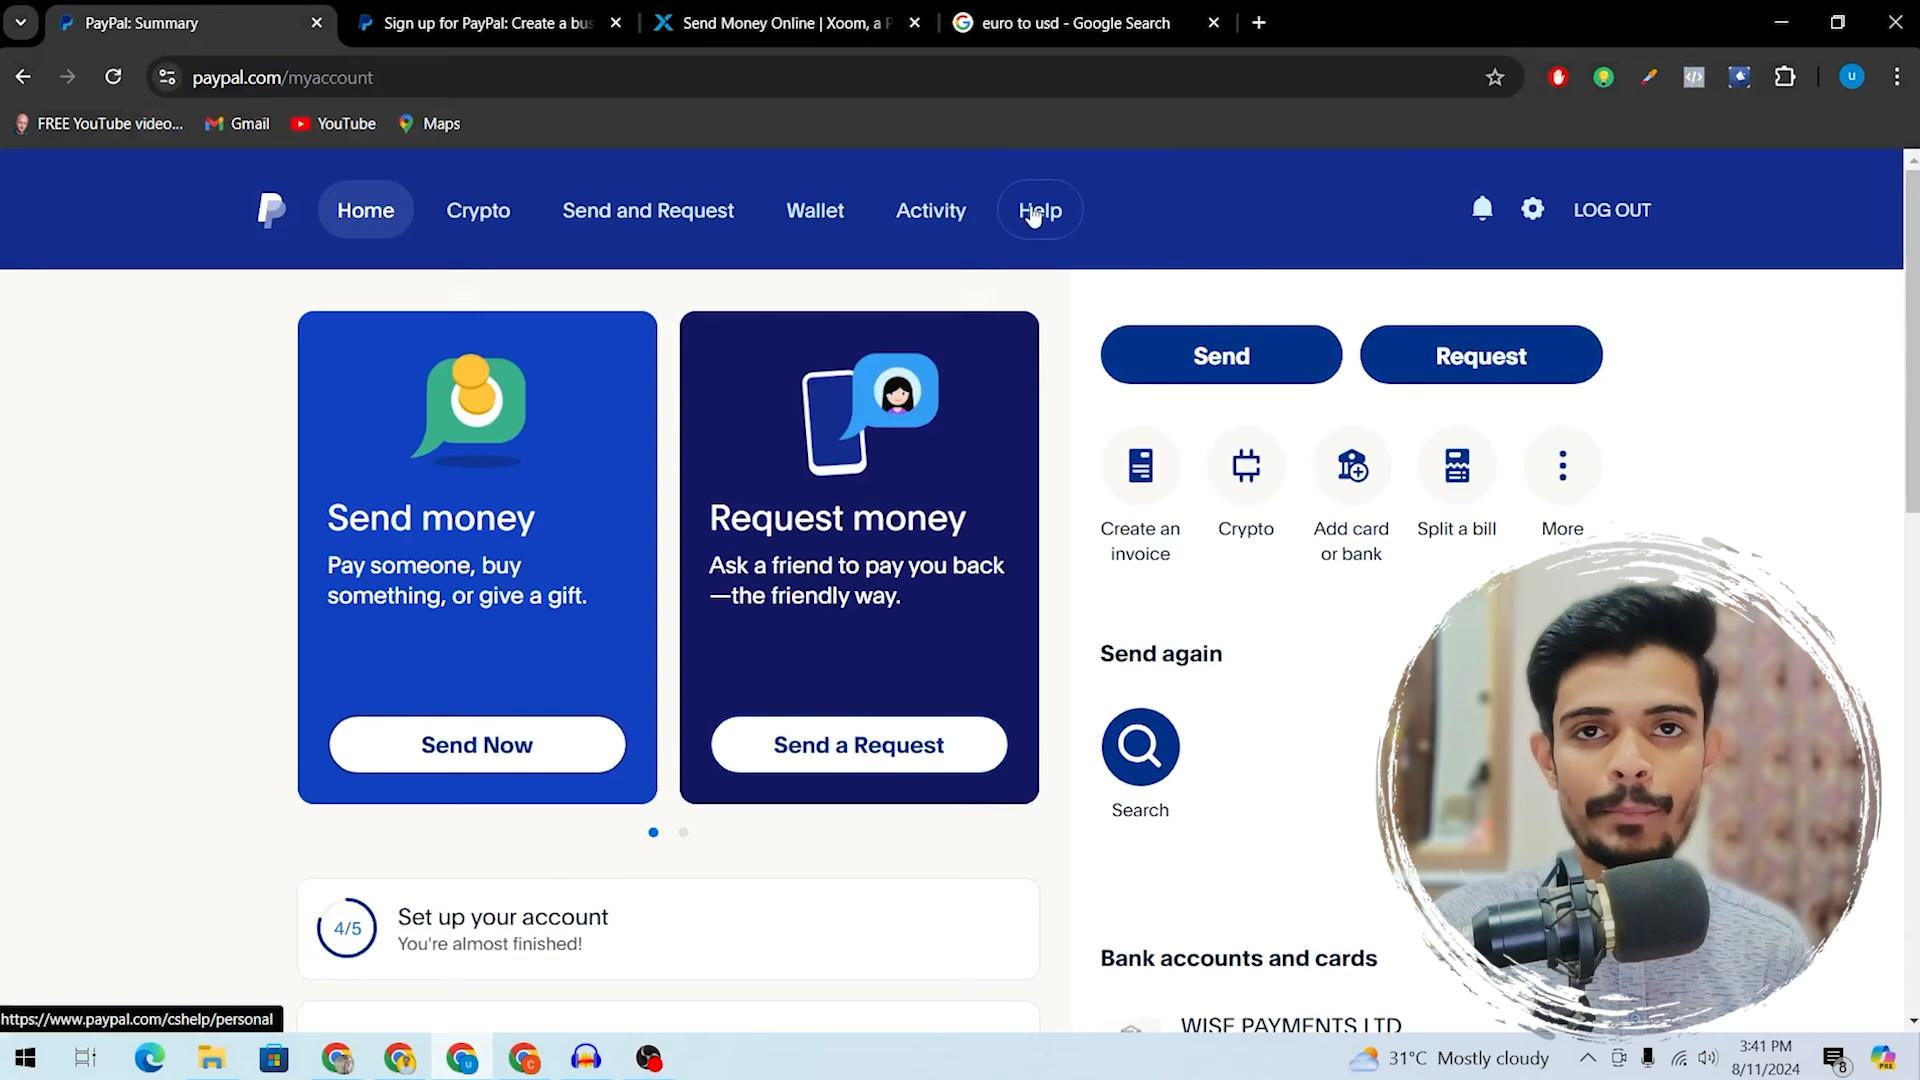 PayPal: Summary
Sign up for PayPal: Create a bus
Send Money Online | Xoom, a P
euro to usd - Google Search
paypal.com/myaccount
u
FREE YouTube video...
Gmail
YouTube
Maps
Home
Crypto
Send and Request
Wallet
Activity
Help
LOG OUT
Send money
Pay someone, buy
something, or give a gift.
Send Now
Request money
Ask a friend to pay you back
—the friendly way.
Send a Request
Send
Request
Create an
invoice
Crypto
Add card
or bank
Split a bill
More
Send again
Search
4/5
Set up your account
You're almost finished!
Bank accounts and cards
WISE PAYMENTS LTD
https://www.paypal.com/cshelp/personal
31°C Mostly cloudy
3:41 PM
8/11/2024
8
PRE